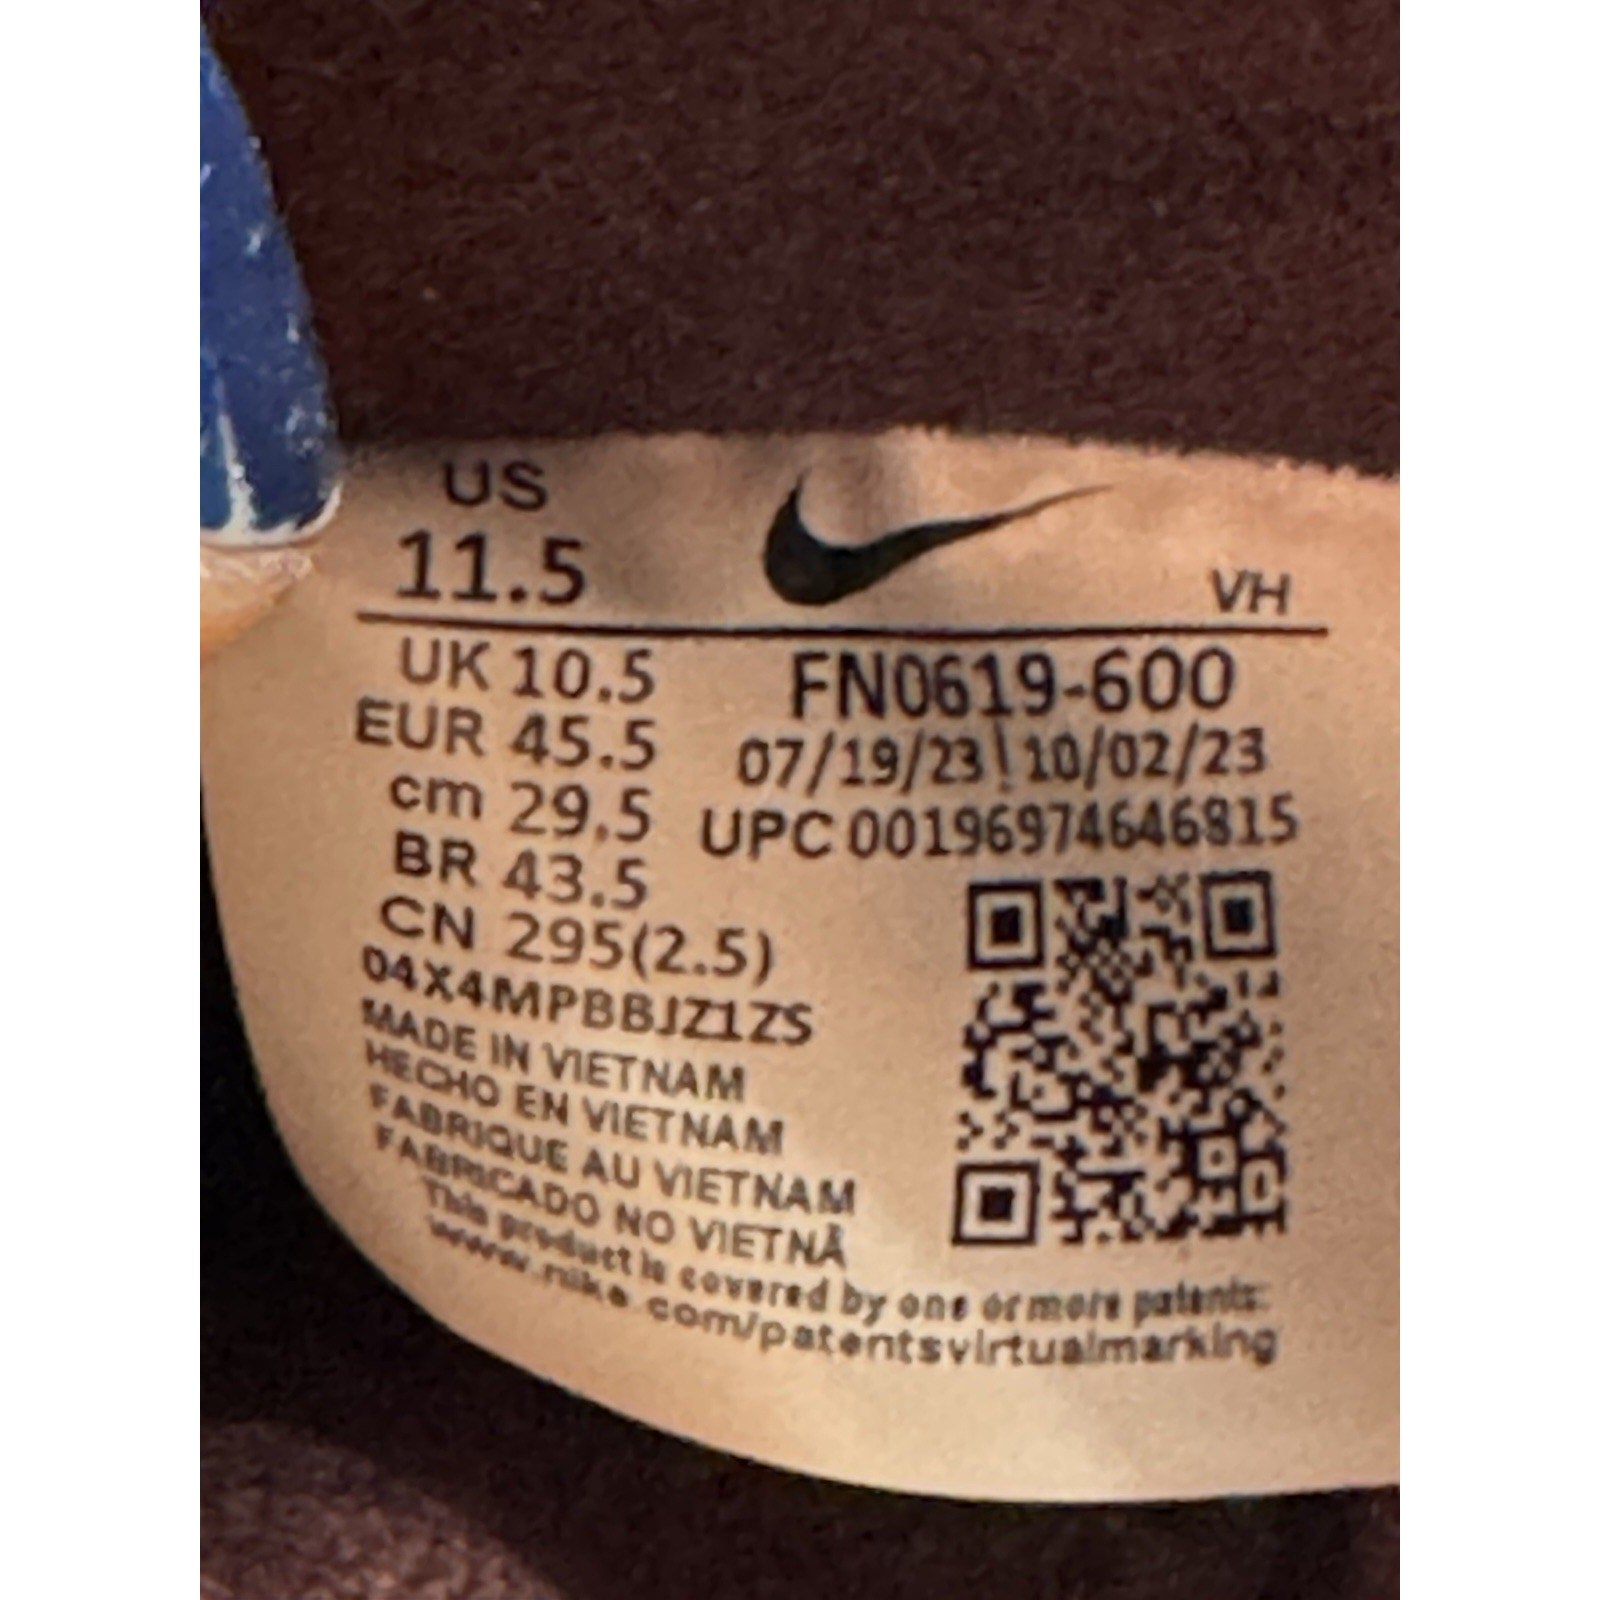 US
11.5
VH
UK 10.5
EUR 45.5
cm 29.5
BR 43.5
CN 295(2.5)
FN0619-600
07/19/23 | 10/02/23
UPC 00196974646815
04X4MPBBJZ1ZS
MADE IN VIETNAM
HECHO EN VIETNAM
FABRIQUE AU VIETNAM
FABRICADO NO VIETNÃ
This product is covered by one or more patents:
www.nike.com/patentsvirtualmarking